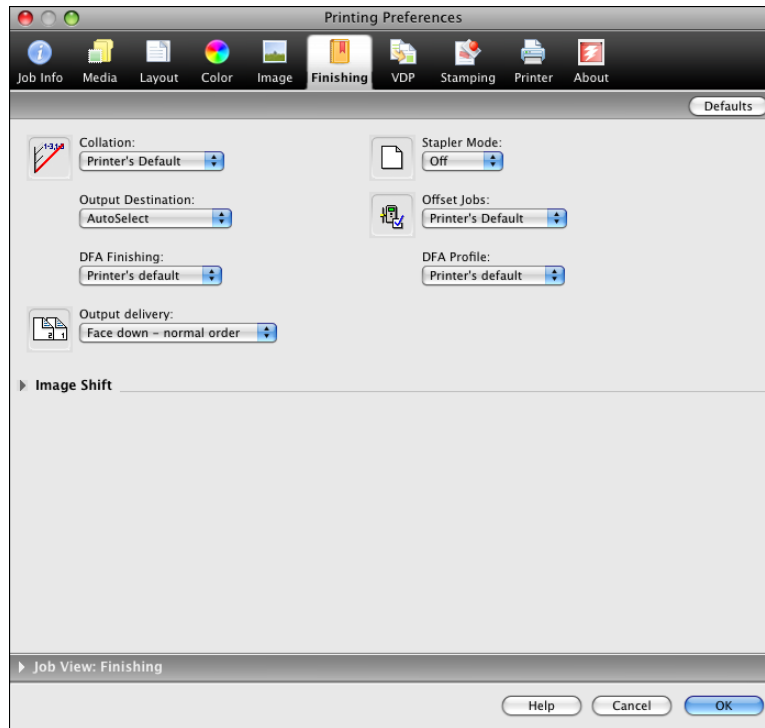 Printing Preferences
Job Info Media Layout Color Image Finishing VDP Stamping Printer About
Defaults
Collation:
Printer's Default
Stapler Mode:
Off
Output Destination:
AutoSelect
Offset Jobs:
Printer's Default
DFA Finishing:
Printer's default
DFA Profile:
Printer's default
Output delivery:
Face down – normal order
Image Shift
Job View: Finishing
Help Cancel OK